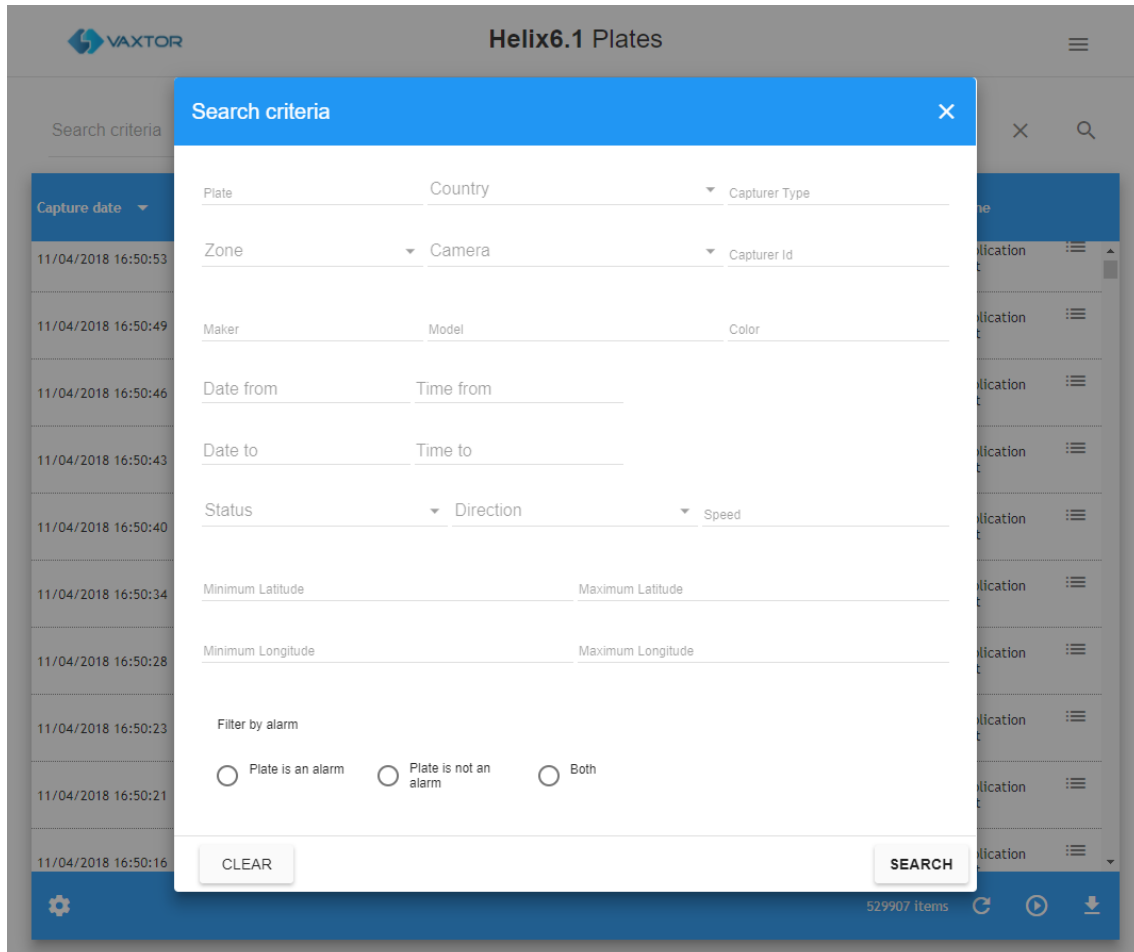 VAXTOR
Helix6.1 Plates
Search criteria
Search criteria
Plate
Country
Capturer Type
Zone
Camera
Capturer Id
Maker
Model
Color
Date from
Time from
Date to
Time to
Status
Direction
Speed
Minimum Latitude
Maximum Latitude
Minimum Longitude
Maximum Longitude
Filter by alarm
Plate is an alarm
Plate is not an
alarm
Both
CLEAR
SEARCH
Capture date
11/04/2018 16:50:53
11/04/2018 16:50:49
11/04/2018 16:50:46
11/04/2018 16:50:43
11/04/2018 16:50:40
11/04/2018 16:50:34
11/04/2018 16:50:28
11/04/2018 16:50:23
11/04/2018 16:50:21
11/04/2018 16:50:16
529907 items